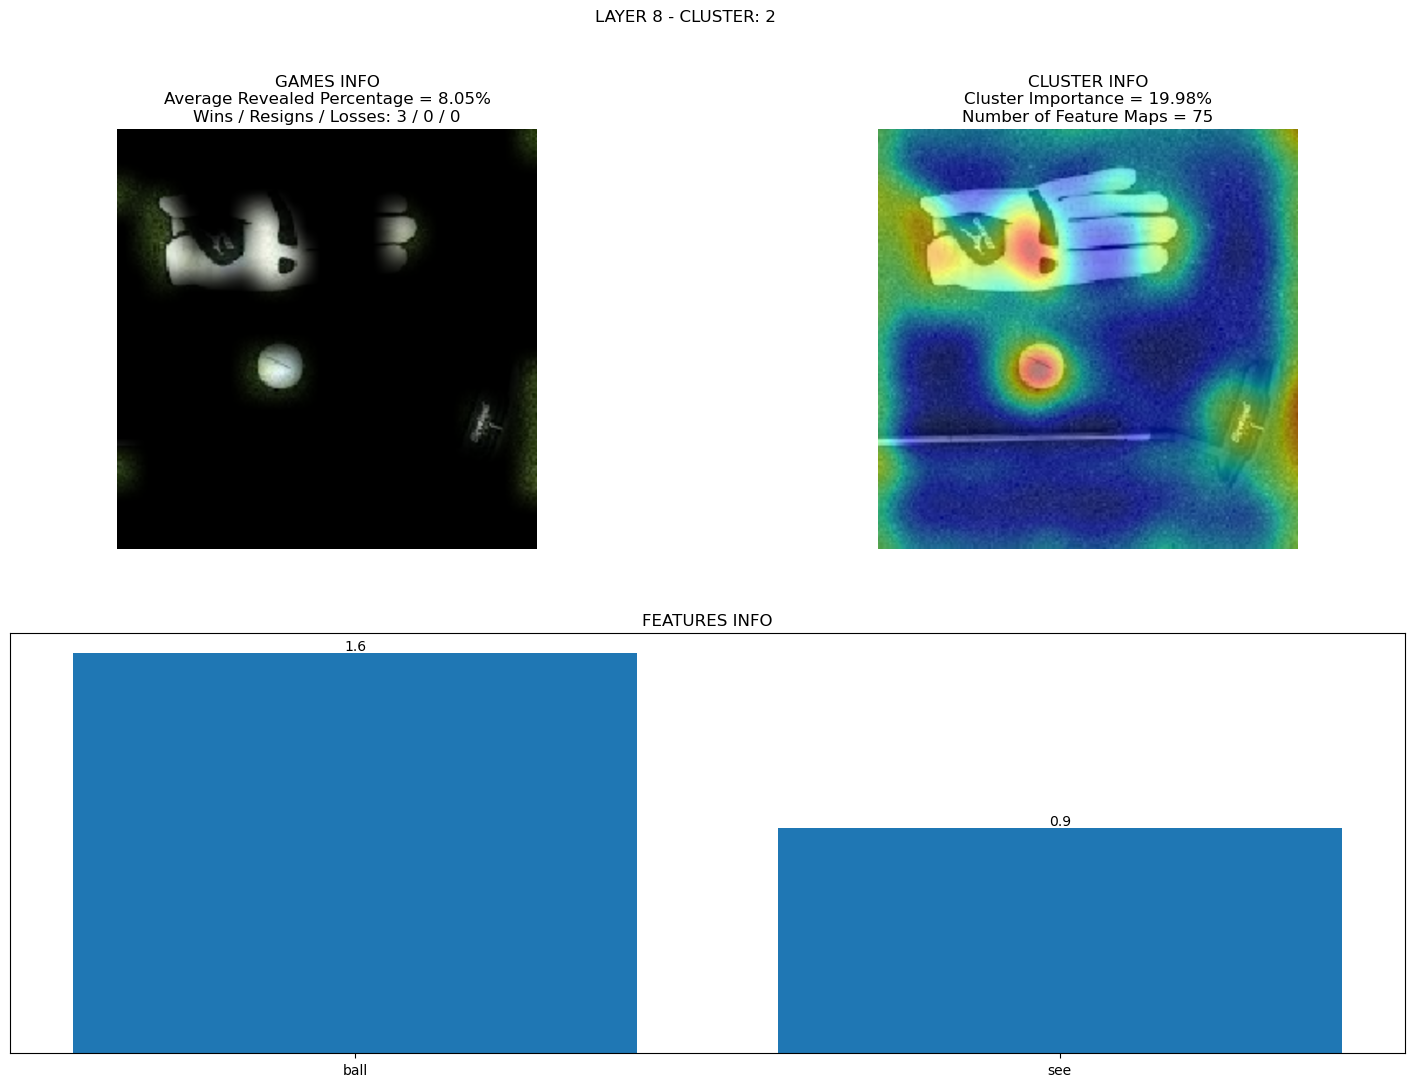 LAYER 8 - CLUSTER: 2
GAMES INFO
Average Revealed Percentage = 8.05%
Wins / Resigns / Losses: 3 / 0 / 0
CLUSTER INFO
Cluster Importance = 19.98%
Number of Feature Maps = 75
FEATURES INFO
1.6
0.9
ball
see